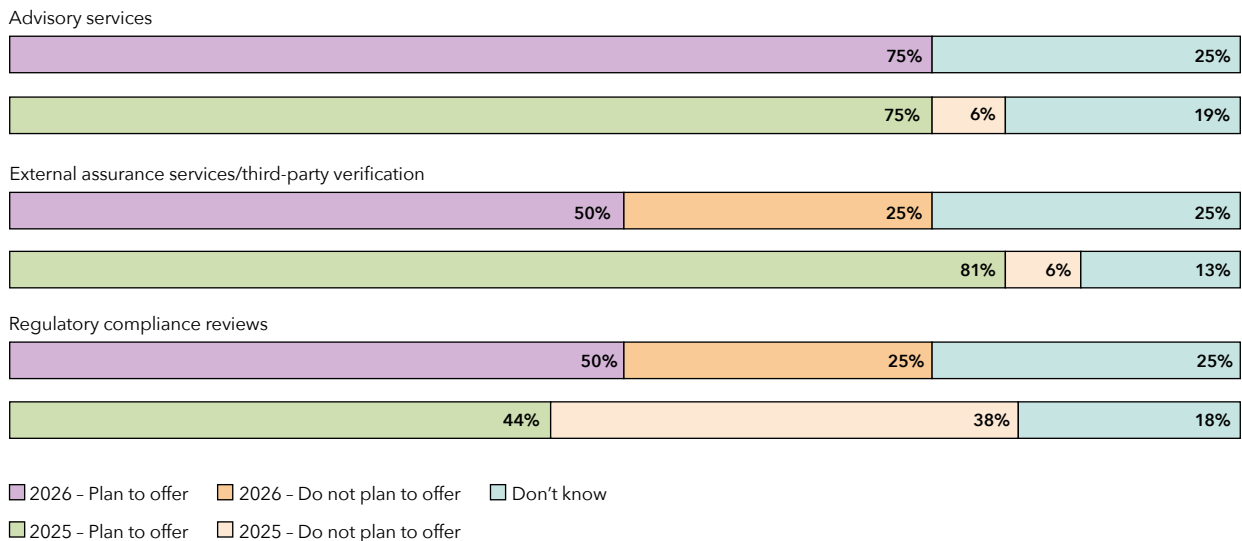 Advisory services
75% 25%
75% 6% 19%
External assurance services/third-party verification
50% 25% 25%
81% 6% 13%
Regulatory compliance reviews
50% 25% 25%
44% 38% 18%
2026 – Plan to offer 2026 – Do not plan to offer Don’t know
2025 – Plan to offer 2025 – Do not plan to offer